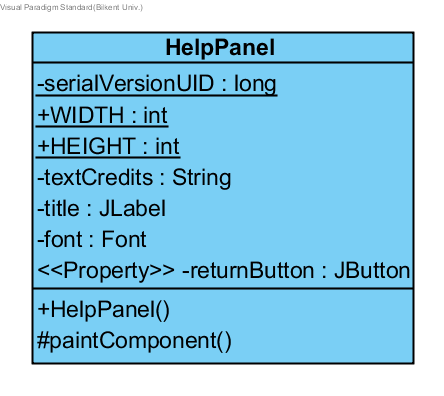 Visual Paradigm Standard(Bilkent Univ.)
HelpPanel
-serialVersionUID : long
+WIDTH : int
+HEIGHT : int
-textCredits : String
-title : JLabel
-font : Font
<<Property>> -returnButton : JButton
+HelpPanel()
#paintComponent()